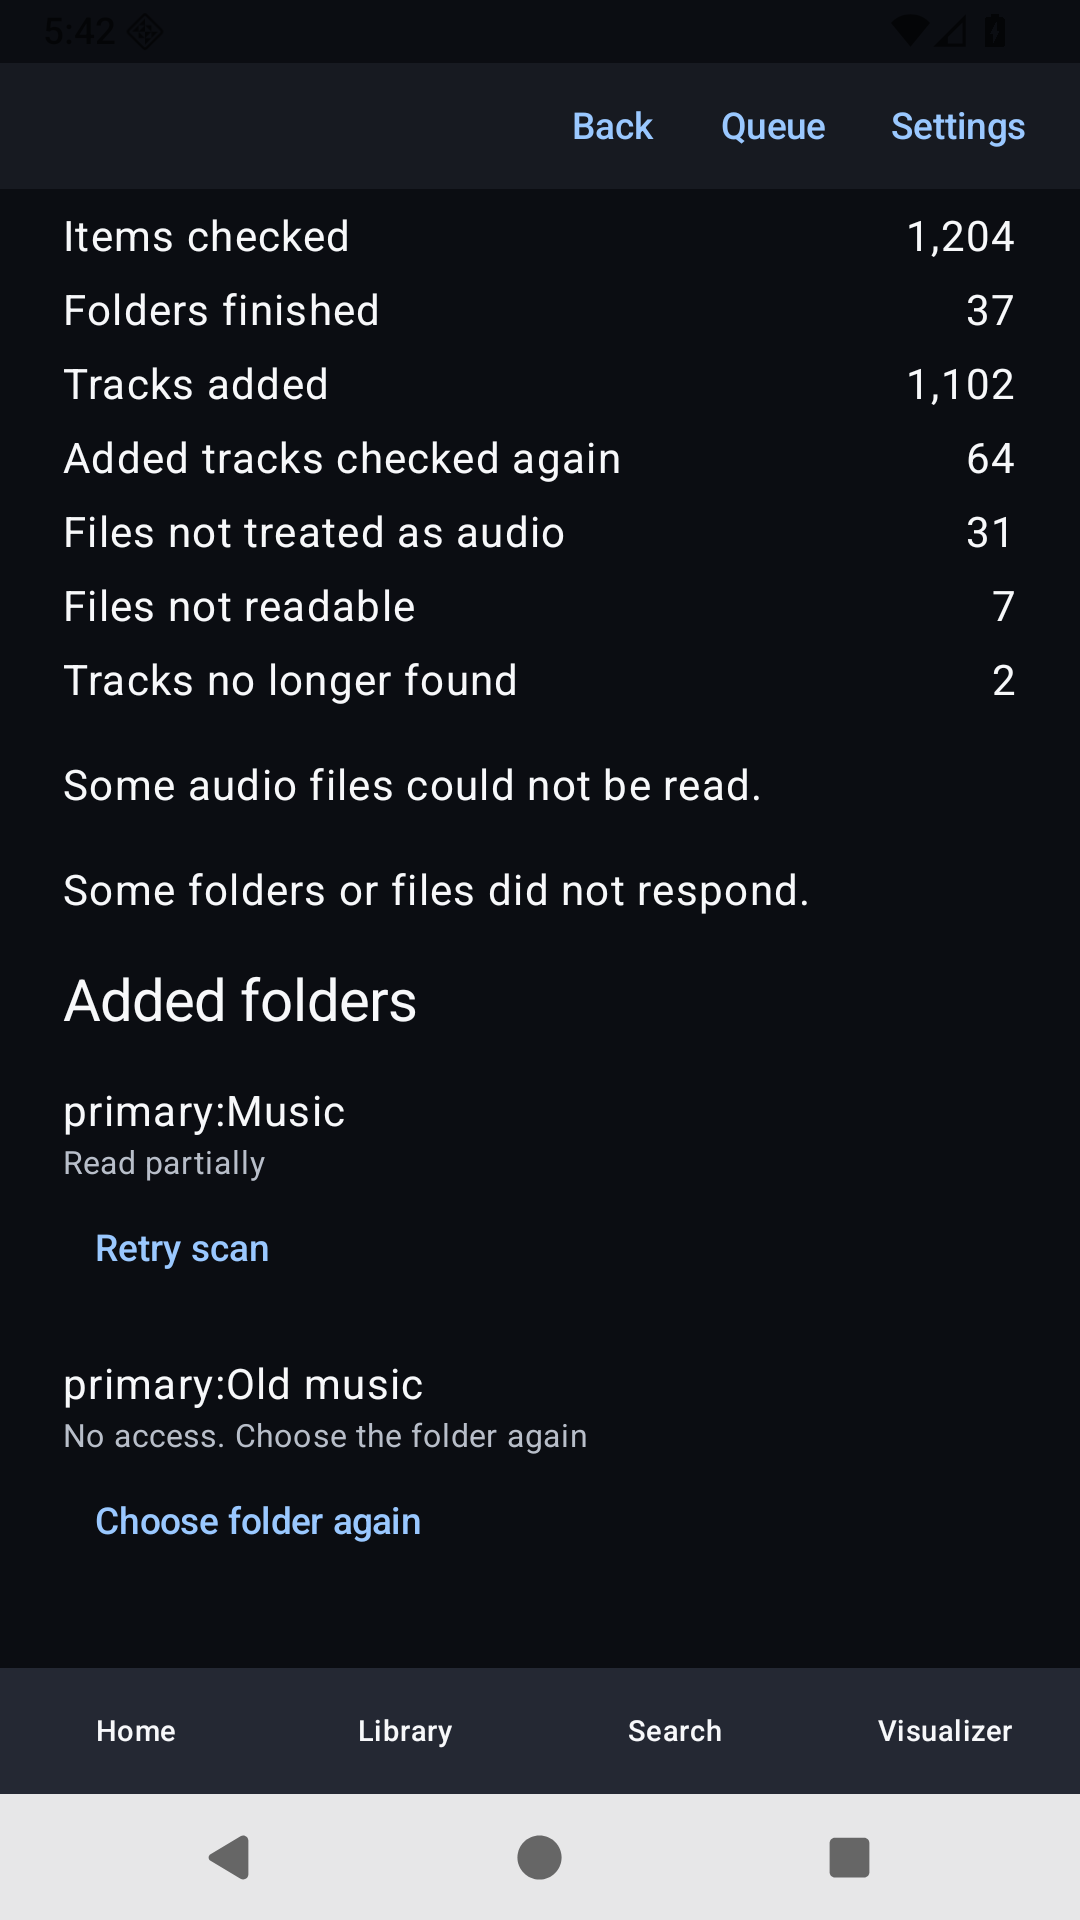 5:42
Back Queue Settings
Items checked 1,204
Folders finished 37
Tracks added 1,102
Added tracks checked again 64
Files not treated as audio 31
Files not readable 7
Tracks no longer found 2
Some audio files could not be read.
Some folders or files did not respond.
Added folders
primary:Music
Read partially
Retry scan
primary:Old music
No access. Choose the folder again
Choose folder again
Home Library Search Visualizer